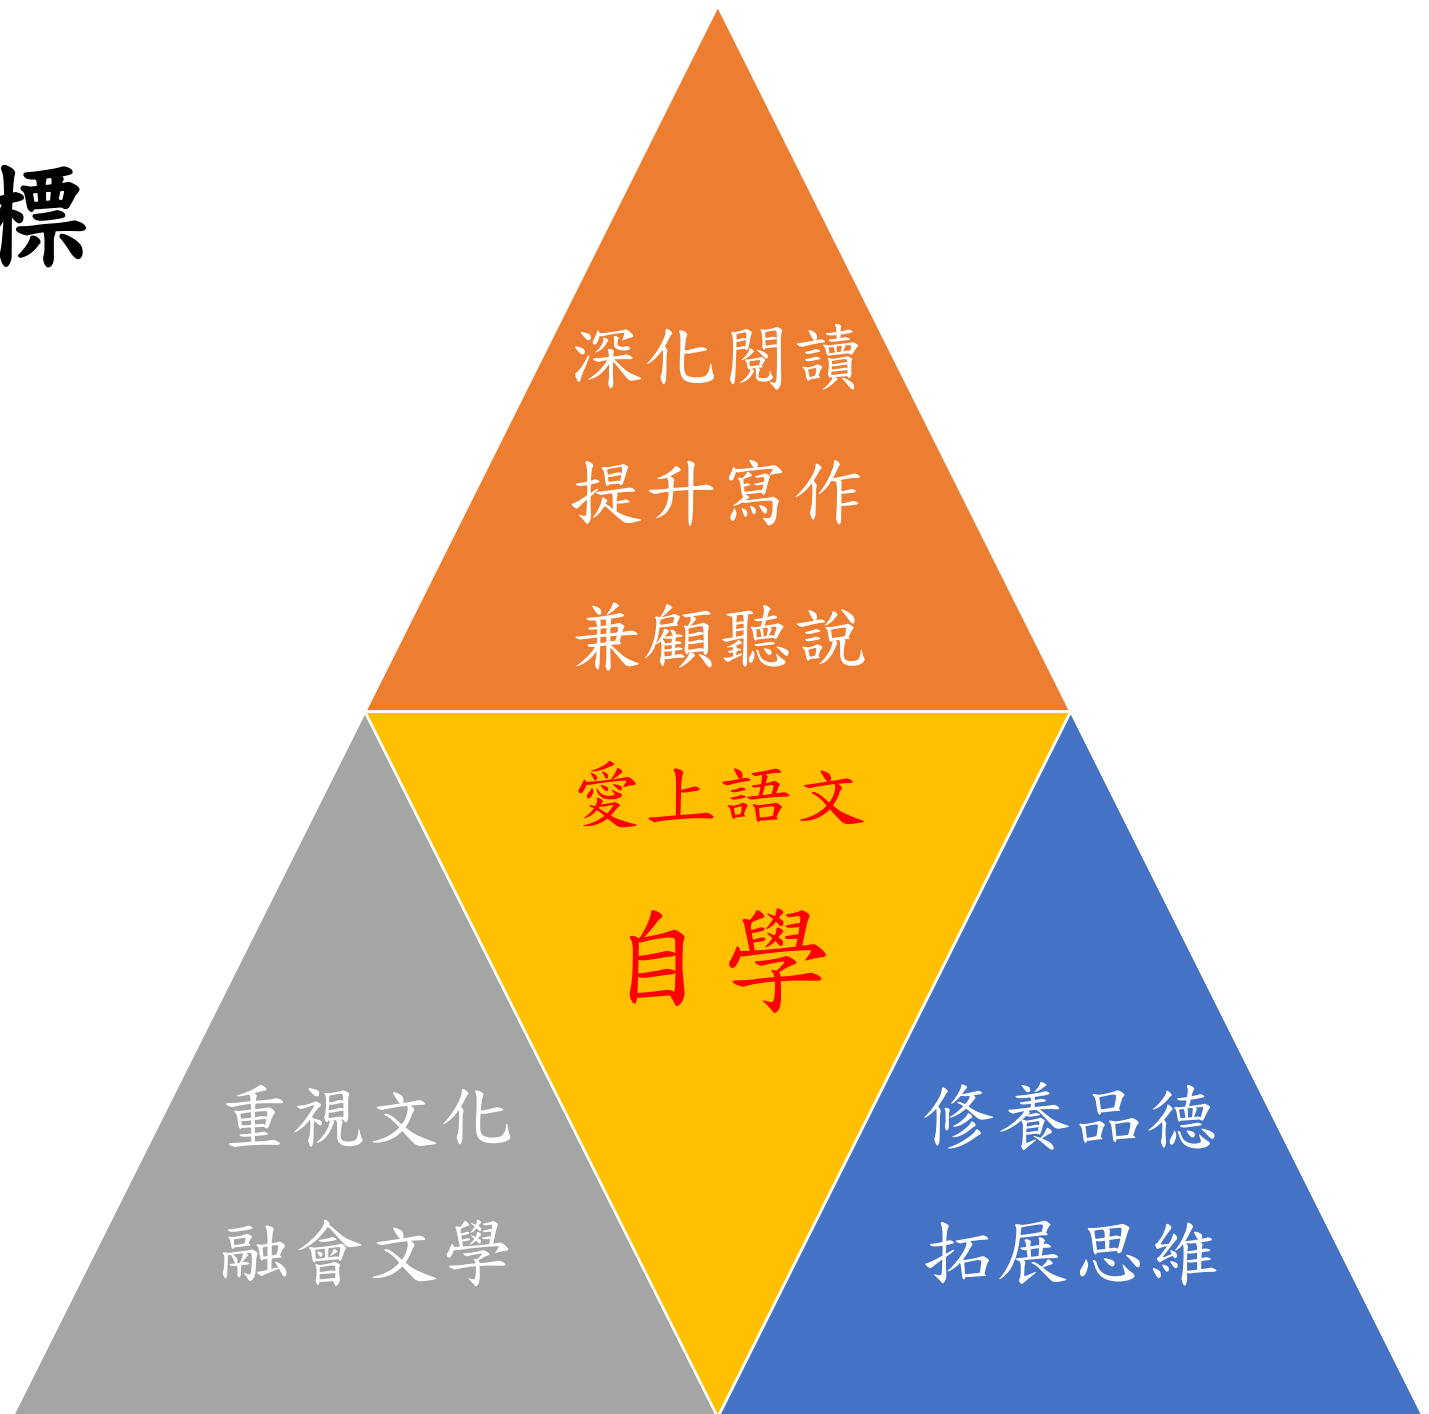 標
深化閱讀
提升寫作
兼顧聽説
愛上語文
自學
重視文化
融會文學
修養品德
拓展思維